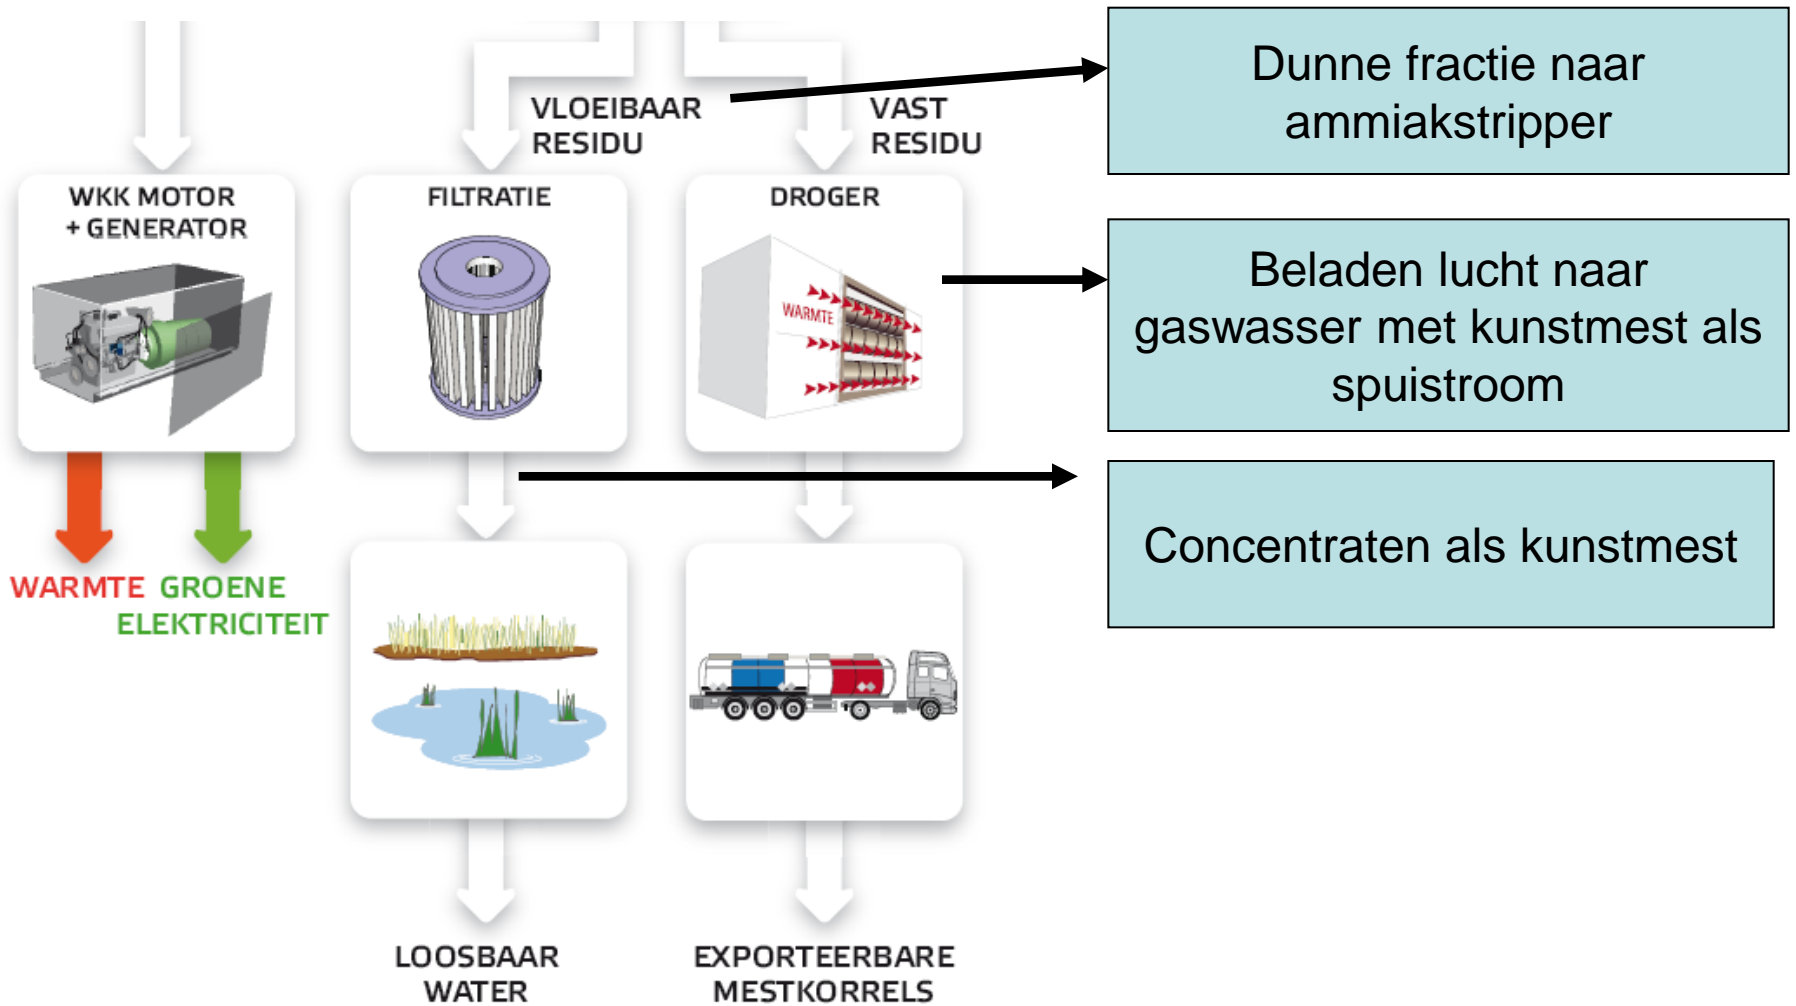 VLOEIBAAR
RESIDU
VAST
RESIDU
Dunne fractie naar
ammiakstripper
WKK MOTOR
+ GENERATOR
FILTRATIE
DROGER
WARMTE
Beladen lucht naar
gaswasser met kunstmest als
spuistroom
Concentraten als kunstmest
WARMTE
GROENE
ELEKTRICITEIT
LOOSBAAR
WATER
EXPORTEERBARE
MESTKORRELS